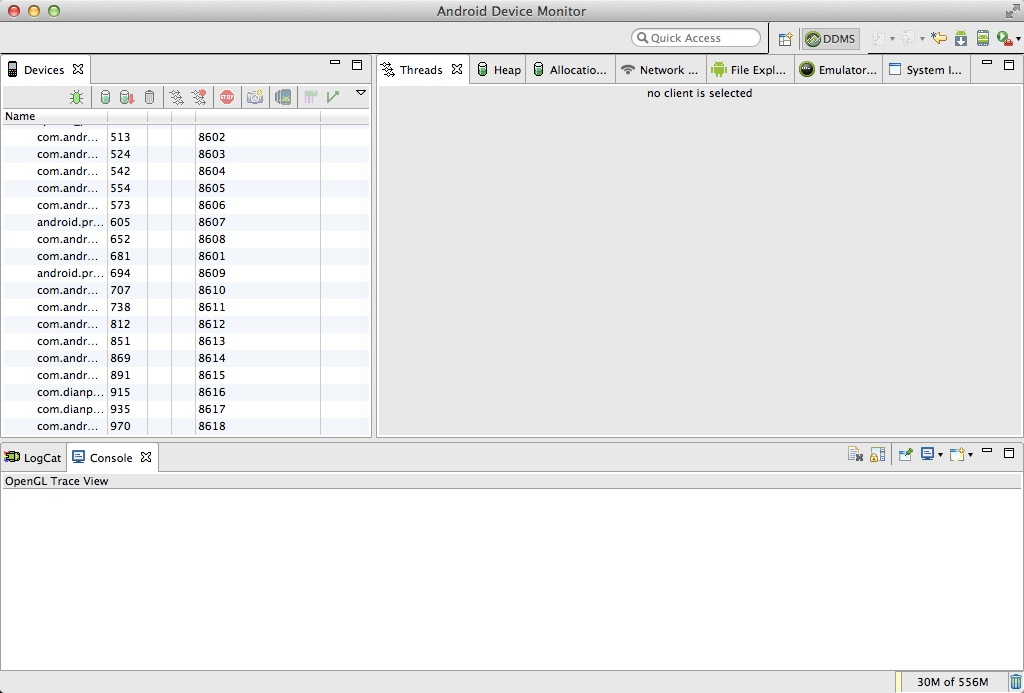 Android Device Monitor
Quick Access
DDMS
Devices
Threads
Heap
Allocatio...
Network ...
File Expl...
Emulator...
System I...
STOP
no client is selected
Name
com.andr... 513 8602
com.andr... 524 8603
com.andr... 542 8604
com.andr... 554 8605
com.andr... 573 8606
android.pr... 605 8607
com.andr... 652 8608
com.andr... 681 8601
android.pr... 694 8609
com.andr... 707 8610
com.andr... 738 8611
com.andr... 812 8612
com.andr... 851 8613
com.andr... 869 8614
com.andr... 891 8615
com.dianp... 915 8616
com.dianp... 935 8617
com.andr... 970 8618
LogCat
Console
OpenGL Trace View
30M of 556M